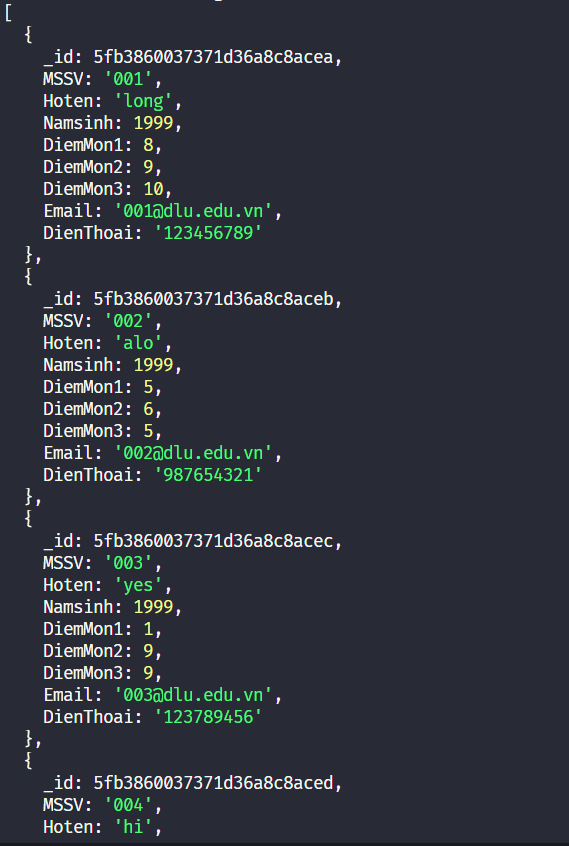 [
{
_id: 5fb3860037371d36a8c8acea,
MSSV: '001',
Hoten: 'long',
Namsinh: 1999,
DiemMon1: 8,
DiemMon2: 9,
DiemMon3: 10,
Email: '001@dlu.edu.vn',
DienThoai: '123456789'
},
{
_id: 5fb3860037371d36a8c8aceb,
MSSV: '002',
Hoten: 'alo',
Namsinh: 1999,
DiemMon1: 5,
DiemMon2: 6,
DiemMon3: 5,
Email: '002@dlu.edu.vn',
DienThoai: '987654321'
},
{
_id: 5fb3860037371d36a8c8acec,
MSSV: '003',
Hoten: 'yes',
Namsinh: 1999,
DiemMon1: 1,
DiemMon2: 9,
DiemMon3: 9,
Email: '003@dlu.edu.vn',
DienThoai: '123789456'
},
{
_id: 5fb3860037371d36a8c8aced,
MSSV: '004',
Hoten: 'hi',